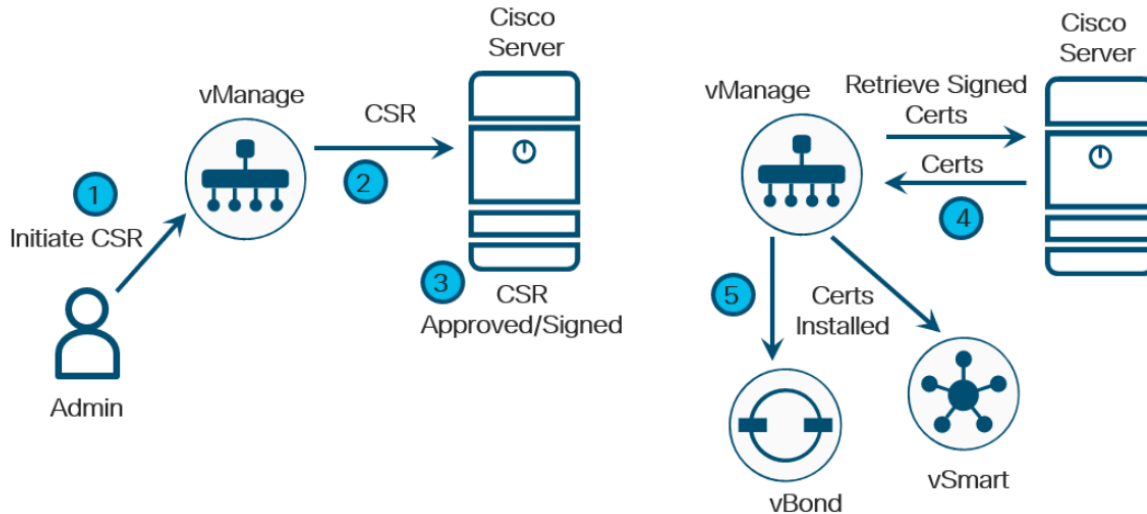 Cisco
Server
vManage
CSR
1
2
Initiate CSR
3
CSR
Approved/Signed
Admin
Cisco
Server
vManage
Retrieve Signed
Certs
Certs
4
5
Certs
Installed
vBond
vSmart